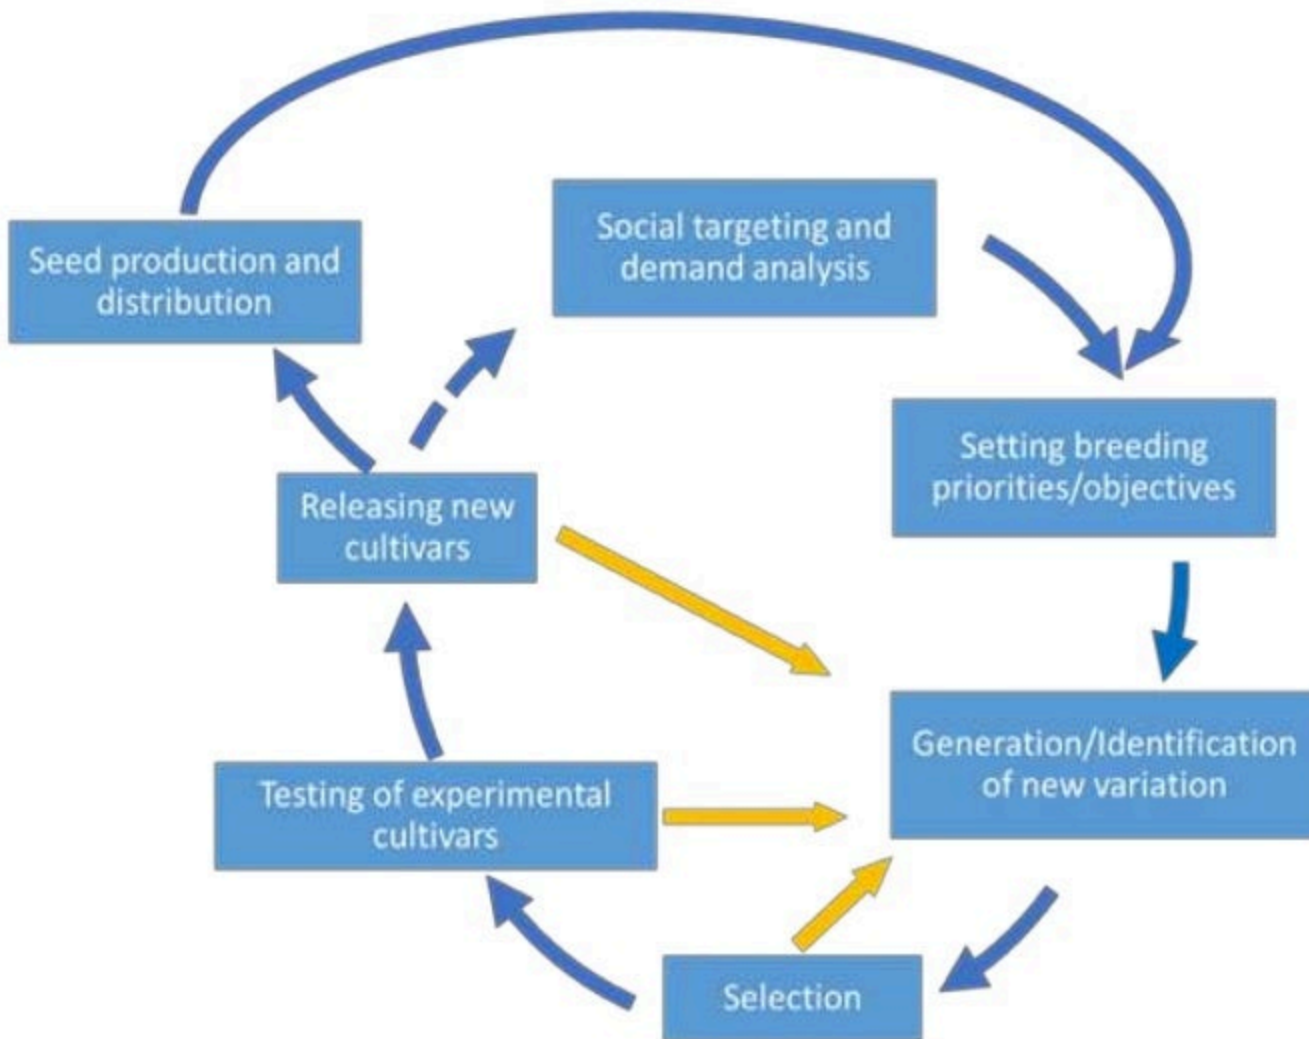 Seed production and
distribution
Social targeting and
demand analysis
Setting breeding
priorities/objectives
Releasing new
cultivars
Generation/Identification
of new variation
Testing of experimental
cultivars
Selection